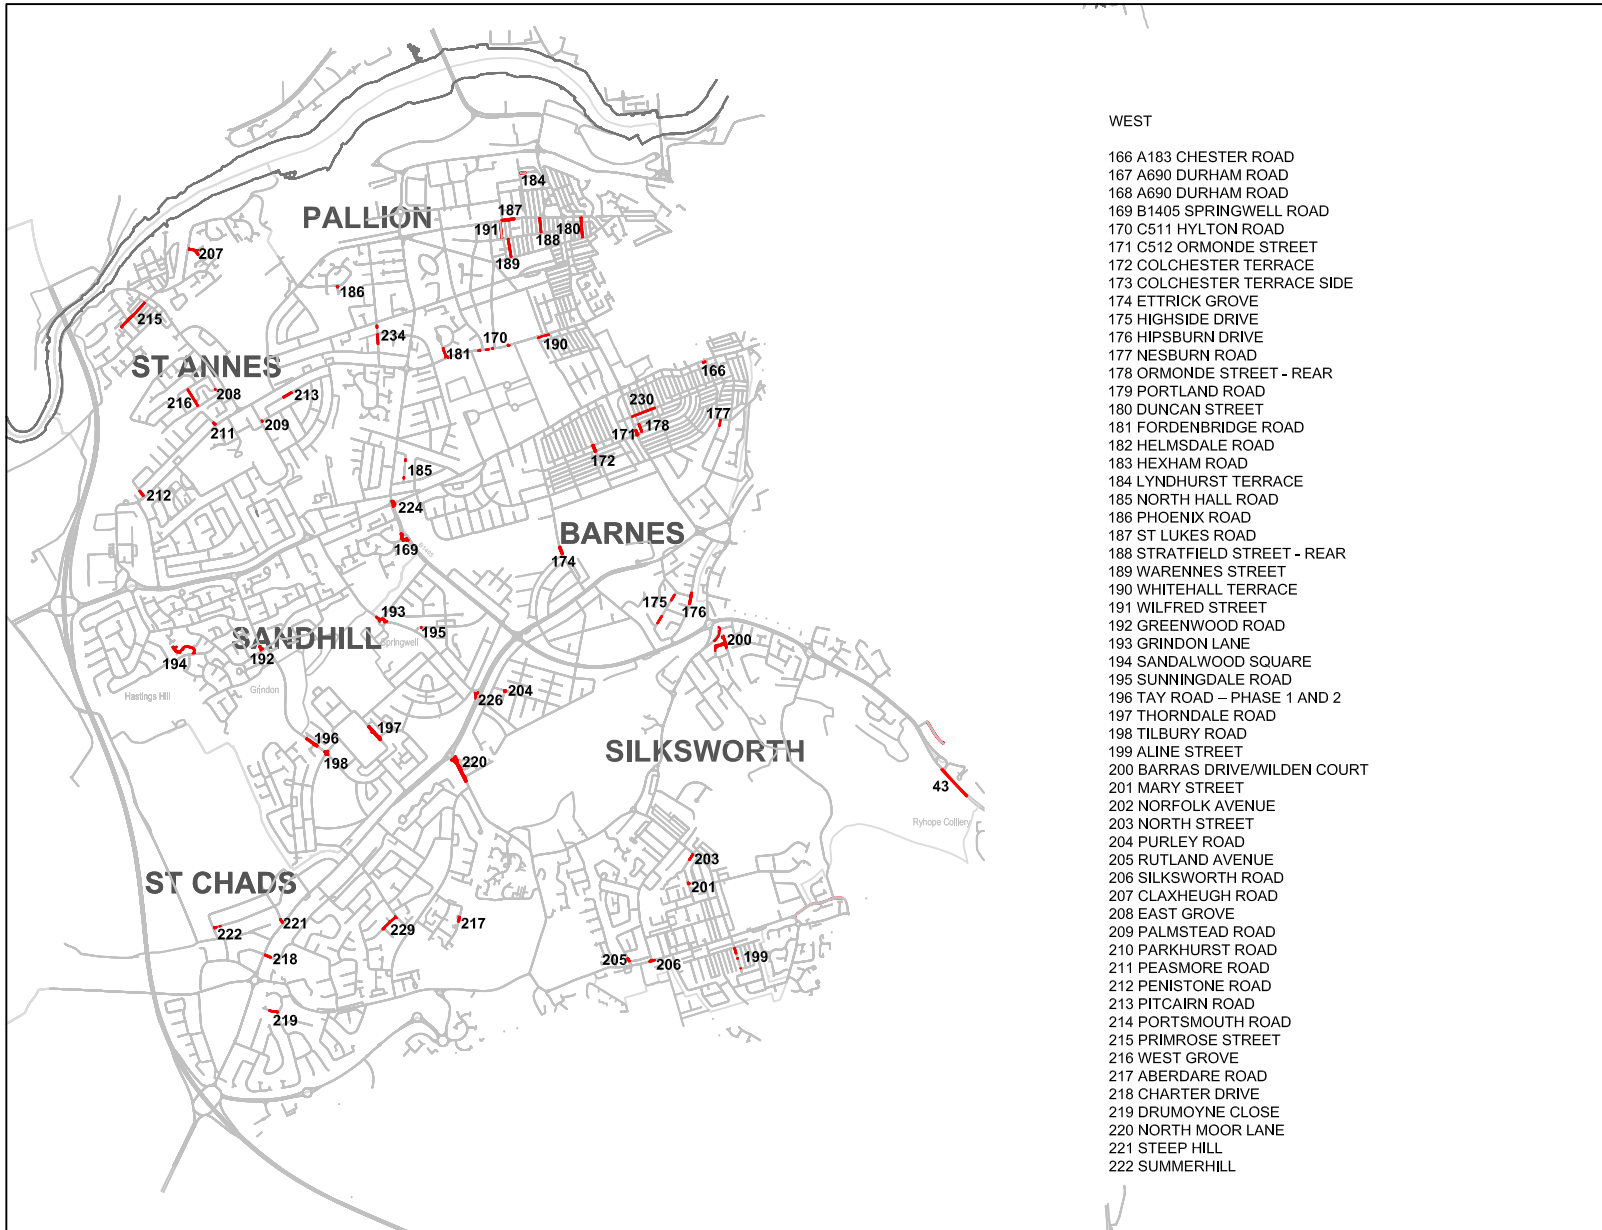 WEST
166 A183 CHESTER ROAD
167 A690 DURHAM ROAD
168 A690 DURHAM ROAD
169 B1405 SPRINGWELL ROAD
170 C511 HYLTON ROAD
171 C512 ORMONDE STREET
172 COLCHESTER TERRACE
173 COLCHESTER TERRACE SIDE
174 ETTRICK GROVE
175 HIGHSIDE DRIVE
176 HIPSBURN DRIVE
177 NESBURN ROAD
178 ORMONDE STREET - REAR
179 PORTLAND ROAD
180 DUNCAN STREET
181 FORDENBRIDGE ROAD
182 HELMSDALE ROAD
183 HEXHAM ROAD
184 LYNDHURST TERRACE
185 NORTH HALL ROAD
186 PHOENIX ROAD
187 ST LUKES ROAD
188 STRATFIELD STREET - REAR
189 WARENNES STREET
190 WHITEHALL TERRACE
191 WILFRED STREET
192 GREENWOOD ROAD
193 GRINDON LANE
194 SANDALWOOD SQUARE
195 SUNNINGDALE ROAD
196 TAY ROAD – PHASE 1 AND 2
197 THORNDALE ROAD
198 TILBURY ROAD
199 ALINE STREET
200 BARRAS DRIVE/WILDEN COURT
201 MARY STREET
202 NORFOLK AVENUE
203 NORTH STREET
204 PURLEY ROAD
205 RUTLAND AVENUE
206 SILKSWORTH ROAD
207 CLAXHEUGH ROAD
208 EAST GROVE
209 PALMSTEAD ROAD
210 PARKHURST ROAD
211 PEASMORE ROAD
212 PENISTONE ROAD
213 PITCAIRN ROAD
214 PORTSMOUTH ROAD
215 PRIMROSE STREET
216 WEST GROVE
217 ABERDARE ROAD
218 CHARTER DRIVE
219 DRUMOYNE CLOSE
220 NORTH MOOR LANE
221 STEEP HILL
222 SUMMERHILL
184
PALLION
187
191
188
180
207
189
186
215
234
170
190
181
ST ANNES
166
208
213
216
230
177
211
209
171
178
172
185
212
224
BARNES
169
B1405
174
193
175
176
195
SANDHILL
Springwell
200
194
192
Hastings Hill
Grindon
204
226
197
196
198
SILKSWORTH
220
43
Ryhope Colliery
203
ST CHADS
201
221
222
229
217
218
205
206
199
219